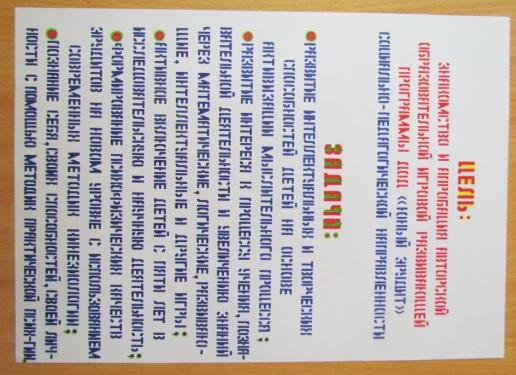 ЦЕЛЬ:
ЗНАКОМСТВО И АПРОБАЦИЯ АВТОРСКОЙ
ОБРАЗОВАТЕЛЬНОЙ ИГРОВОЙ РАЗВИВАЮЩЕЙ
ПРОГРАММЫ ДОД «ЮНЫЙ ЭРУДИТ»
СОЦИАЛЬНО-ПЕДАГОГИЧЕСКОЙ НАПРАВЛЕННОСТИ
ЗАДАЧИ:
РАЗВИТИЕ ИНТЕЛЛЕКТУАЛЬНЫХ И ТВОРЧЕСКИХ
СПОСОБНОСТЕЙ ДЕТЕЙ НА ОСНОВЕ
АКТИВИЗАЦИИ МЫСЛИТЕЛЬНОГО ПРОЦЕССА;
РАЗВИТИЕ ИНТЕРЕСА К ПРОЦЕССУ УЧЕНИЯ, ПОЗНА-
ВАТЕЛЬНОЙ ДЕЯТЕЛЬНОСТИ И УВЕЛИЧЕНИЮ ЗНАНИЙ
ЧЕРЕЗ МАТЕМАТИЧЕСКИЕ, ЛОГИЧЕСКИЕ, РАЗВИВАЮ-
ЩИЕ, ИНТЕЛЛЕКТУАЛЬНЫЕ И ДРУГИЕ ИГРЫ;
АКТИВНОЕ ВКЛЮЧЕНИЕ ДЕТЕЙ С ПЯТИ ЛЕТ В
ИССЛЕДОВАТЕЛЬСКУЮ И НАУЧНУЮ ДЕЯТЕЛЬНОСТЬ;
ФОРМИРОВАНИЕ ПСИХОФИЗИЧЕСКИХ КАЧЕСТВ
ЭРУДИТОВ НА НОВОМ УРОВНЕ С ИСПОЛЬЗОВАНИЕМ
СОВРЕМЕННЫХ МЕТОДИК КИНЕЗИОЛОГИИ;
ПОЗНАНИЕ СЕБЯ, СВОИХ СПОСОБНОСТЕЙ, СВОЕЙ ЛИЧ-
НОСТИ С ПОМОЩЬЮ МЕТОДИК ПРАКТИЧЕСКОЙ ПСИХ-ГИИ.